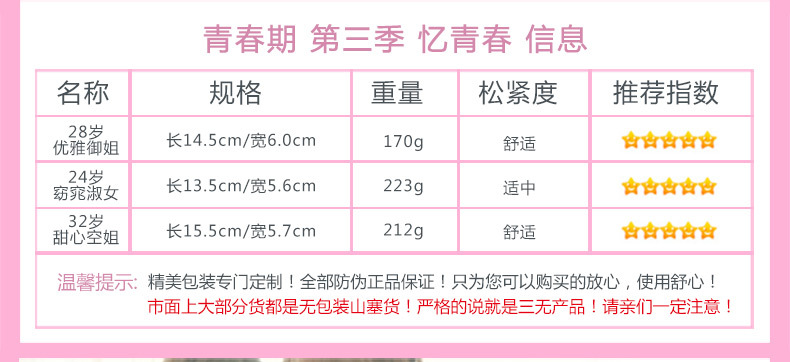 青春期 第三季 忆青春 信息
名称 规格 重量 松紧度 推荐指数
28岁
优雅御姐 长14.5cm/宽6.0cm 170g 舒适
24岁
窈窕淑女 长13.5cm/宽5.6cm 223g 适中
32岁
甜心空姐 长15.5cm/宽5.7cm 212g 舒适
温馨提示: 精美包装专门定制！全部防伪正品保证！只为您可以购买的放心，使用舒心！
市面上大部分货都是无包装山塞货！严格的说就是三无产品！请亲们一定注意！